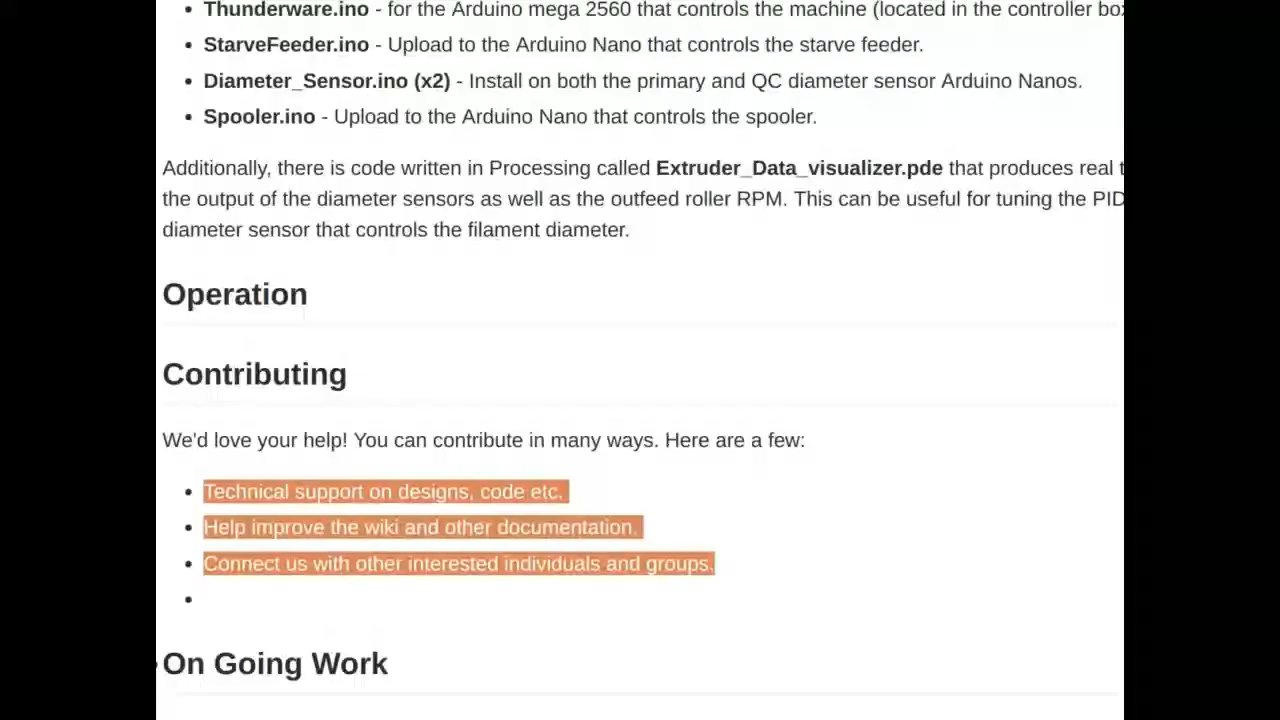 Thunderware.ino - for the Arduino mega 2560 that controls the machine (located in the controller
StarveFeeder.ino - Upload to the Arduino Nano that controls the starve feeder.
Diameter_Sensor.ino (x2) - Install on both the primary and QC diameter sensor Arduino Nanos.
Spooler.ino - Upload to the Arduino Nano that controls the spooler.
Additionally, there is code written in Processing called Extruder_Data_visualizer.pde that produces real
the output of the diameter sensors as well as the outfeed roller RPM. This can be useful for tuning the PID
diameter sensor that controls the filament diameter.
Operation
Contributing
We'd love your help! You can contribute in many ways. Here are a few:
Technical support on designs, code etc.
Help improve the wiki and other documentation.
Connect us with other interested individuals and groups.
On Going Work